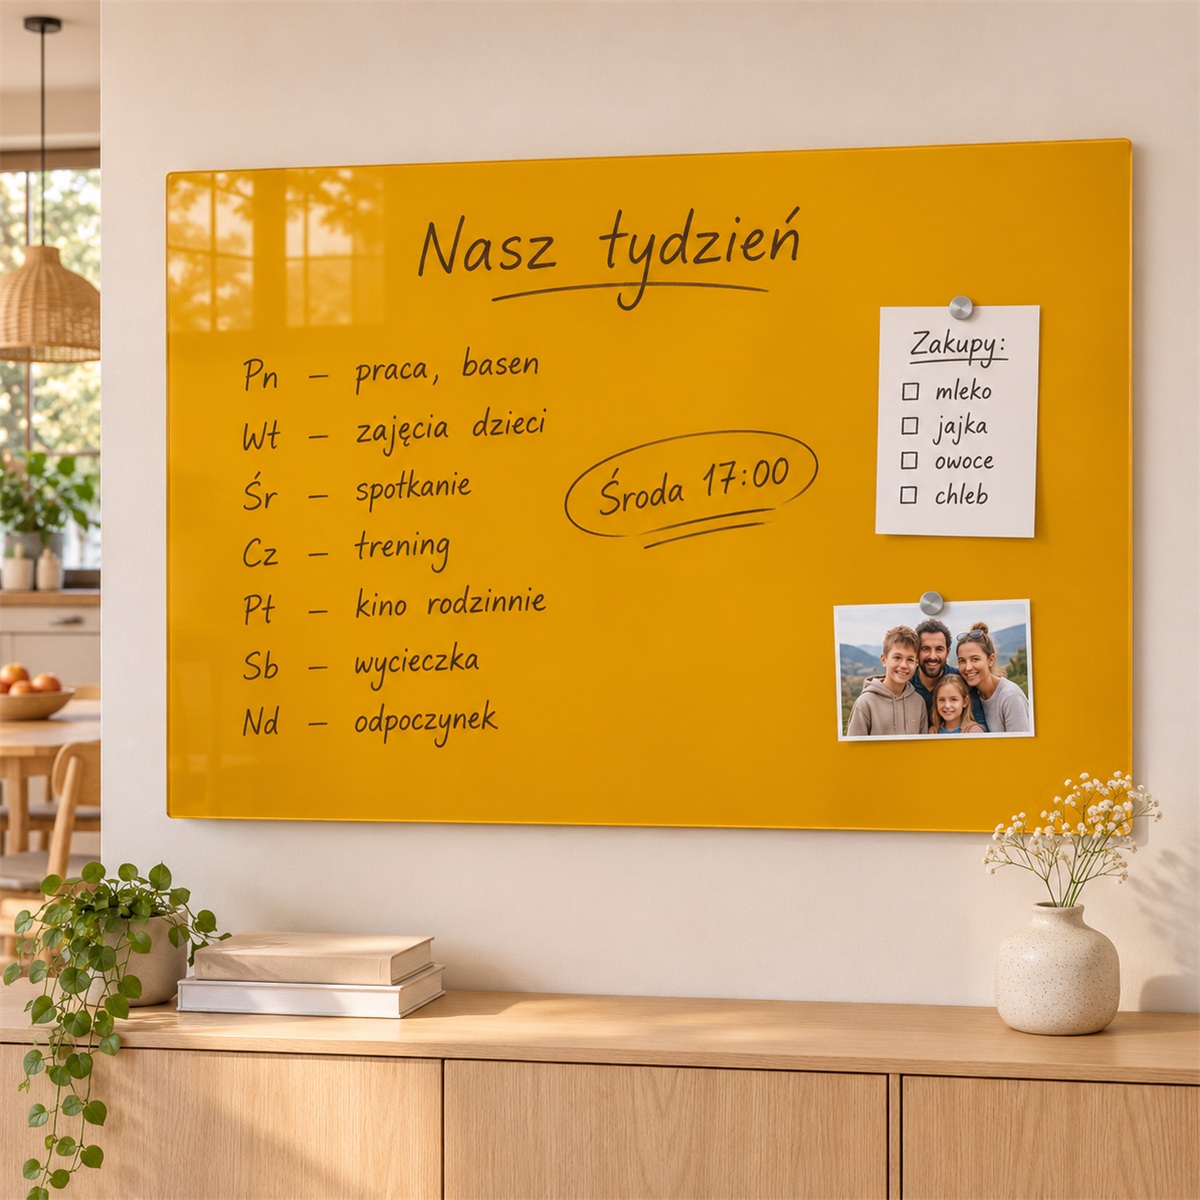 Nasz tydzień
Pn – praca, basen
Wt – zajęcia dzieci
Śr – spotkanie
Cz – trening
Pt – kino rodzinnie
Sb – wycieczka
Nd – odpoczynek
Środa 17:00
Zakupy:
mleko
jajka
owoce
chleb